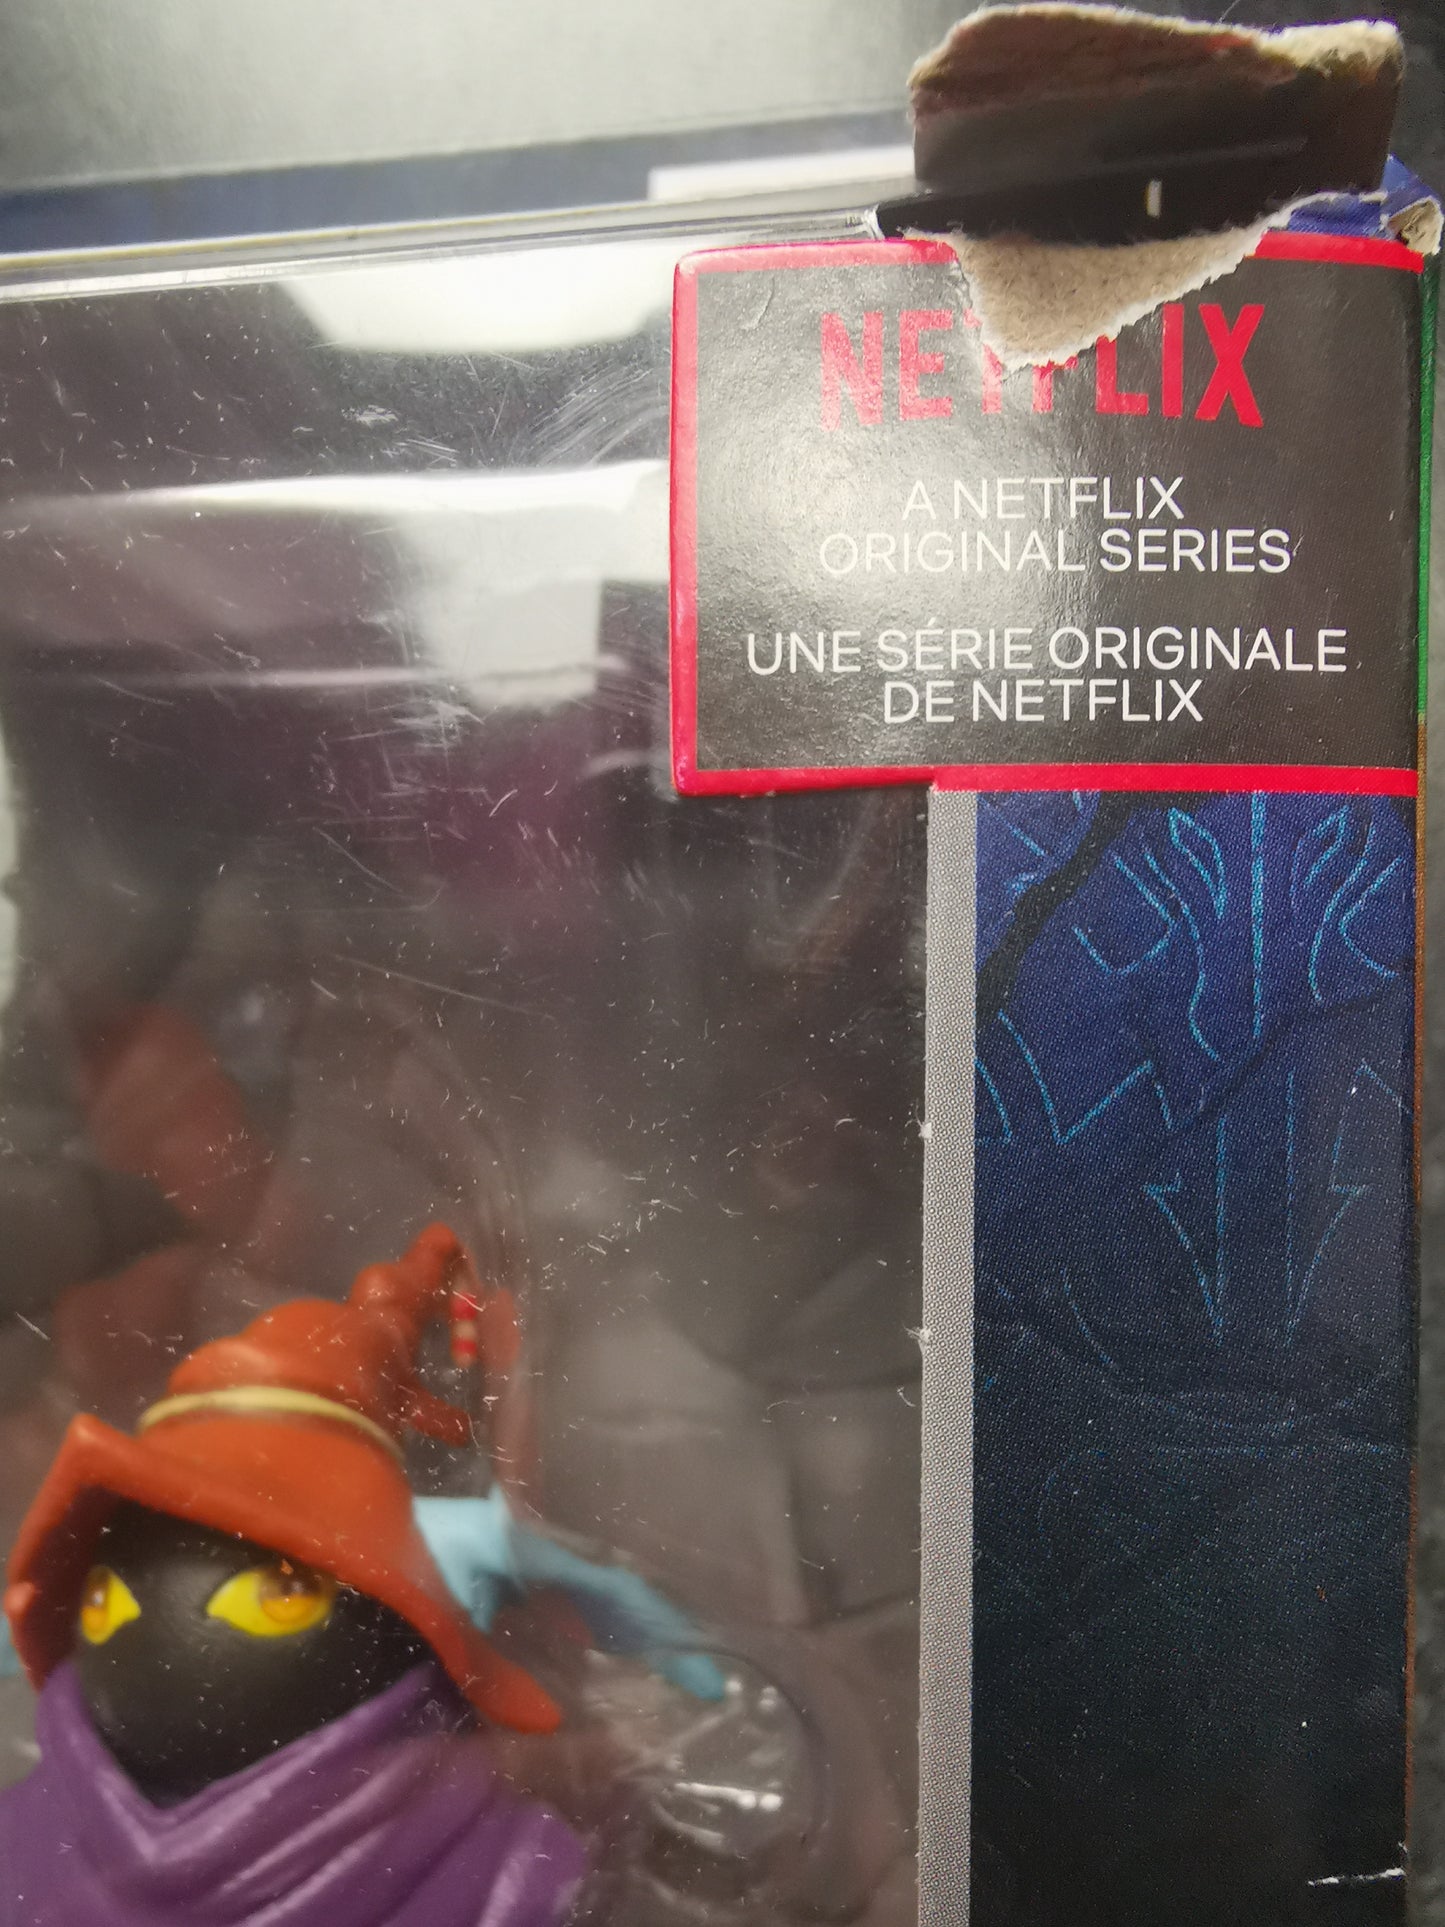 NETFLIX
A NETFLIX
ORIGINAL SERIES
UNE SÉRIE ORIGINALE
DE NETFLIX